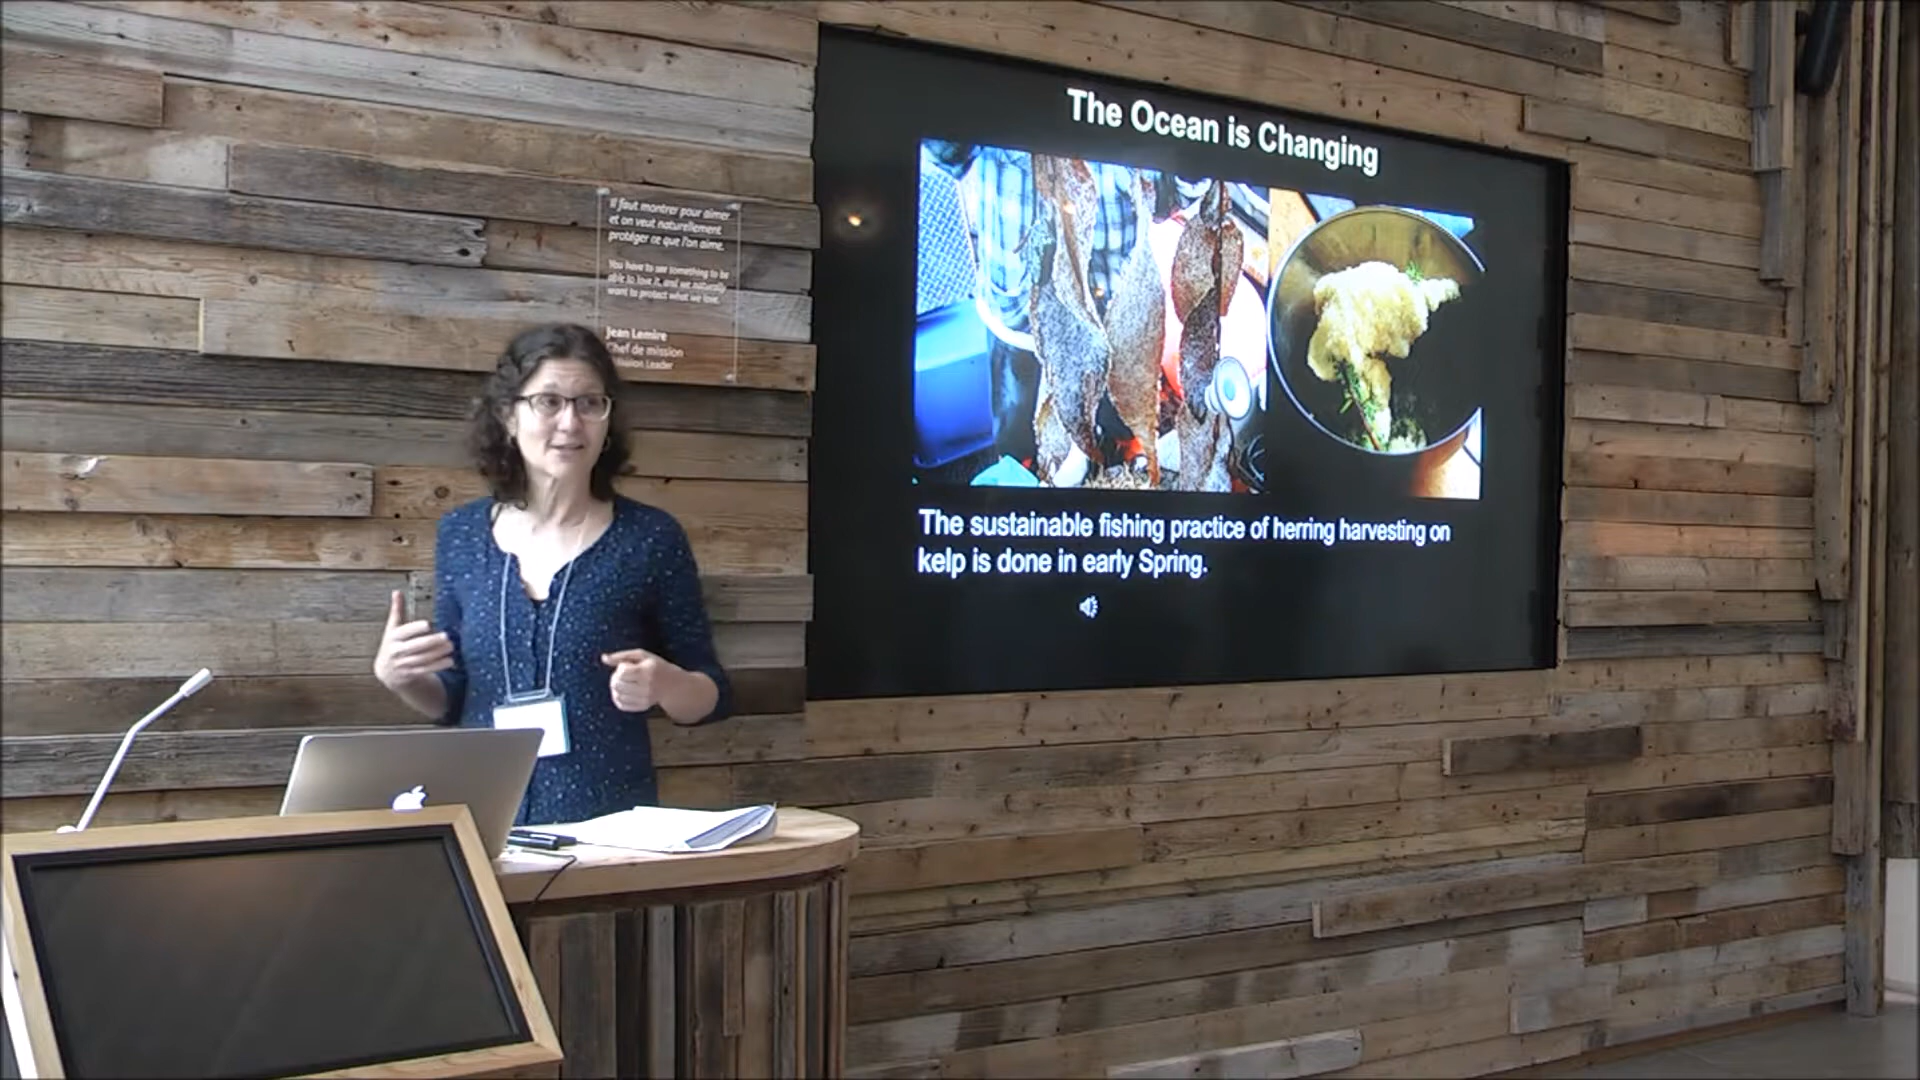 The Ocean is Changing
The sustainable fishing practice of herring harvesting on
kelp is done in early Spring.
Il faut montrer pour aimer
et on veut naturellement
protéger ce que l'on aime.
You have to see something to be
able to love it, and we naturally
want to protect what we love.
Jean Lemire
Chef de mission
Mission Leader